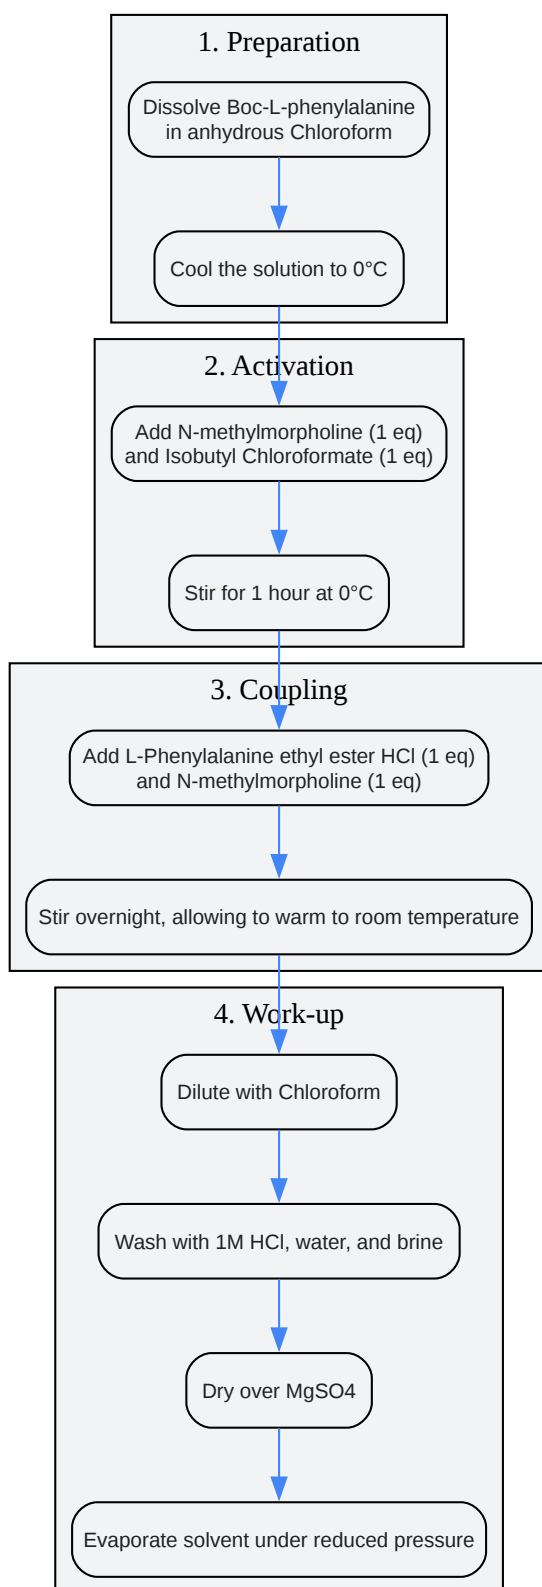 1. Preparation
Dissolve Boc-L-phenylalanine
in anhydrous Chloroform
Cool the solution to 0°C
2. Activation
Add N-methylmorpholine (1 eq)
and Isobutyl Chloroformate (1 eq)
Stir for 1 hour at 0°C
3. Coupling
Add L-Phenylalanine ethyl ester HCl (1 eq)
and N-methylmorpholine (1 eq)
Stir overnight, allowing to warm to room temperature
4. Work-up
Dilute with Chloroform
Wash with 1M HCl, water, and brine
Dry over MgSO4
Evaporate solvent under reduced pressure